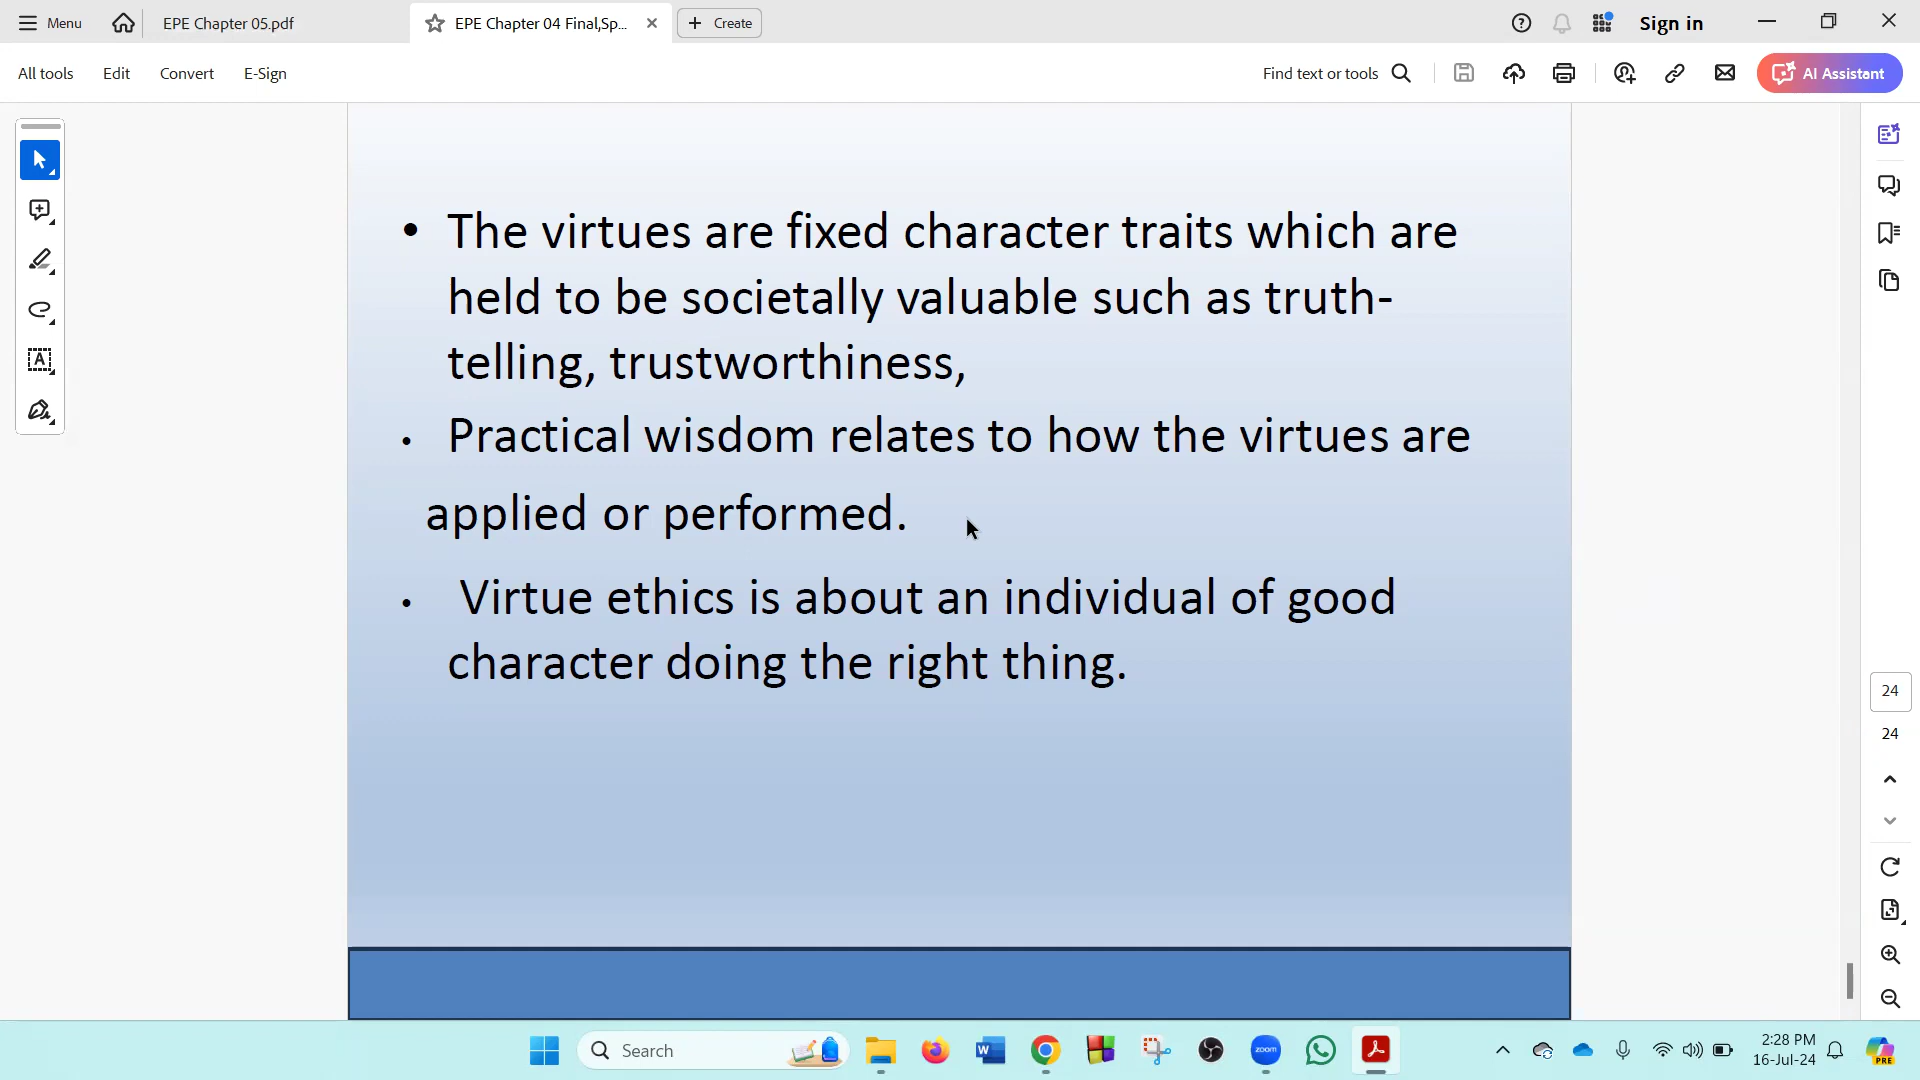 Menu
EPE Chapter 05.pdf
EPE Chapter 04 Final,Sp...
Create
Sign in
All tools
Edit
Convert
E-Sign
Find text or tools
AI Assistant
• The virtues are fixed character traits which are
held to be societally valuable such as truth-
telling, trustworthiness,
• Practical wisdom relates to how the virtues are
applied or performed.
• Virtue ethics is about an individual of good
character doing the right thing.
24
24
Search
zoom
2:28 PM
16-Jul-24
PRE